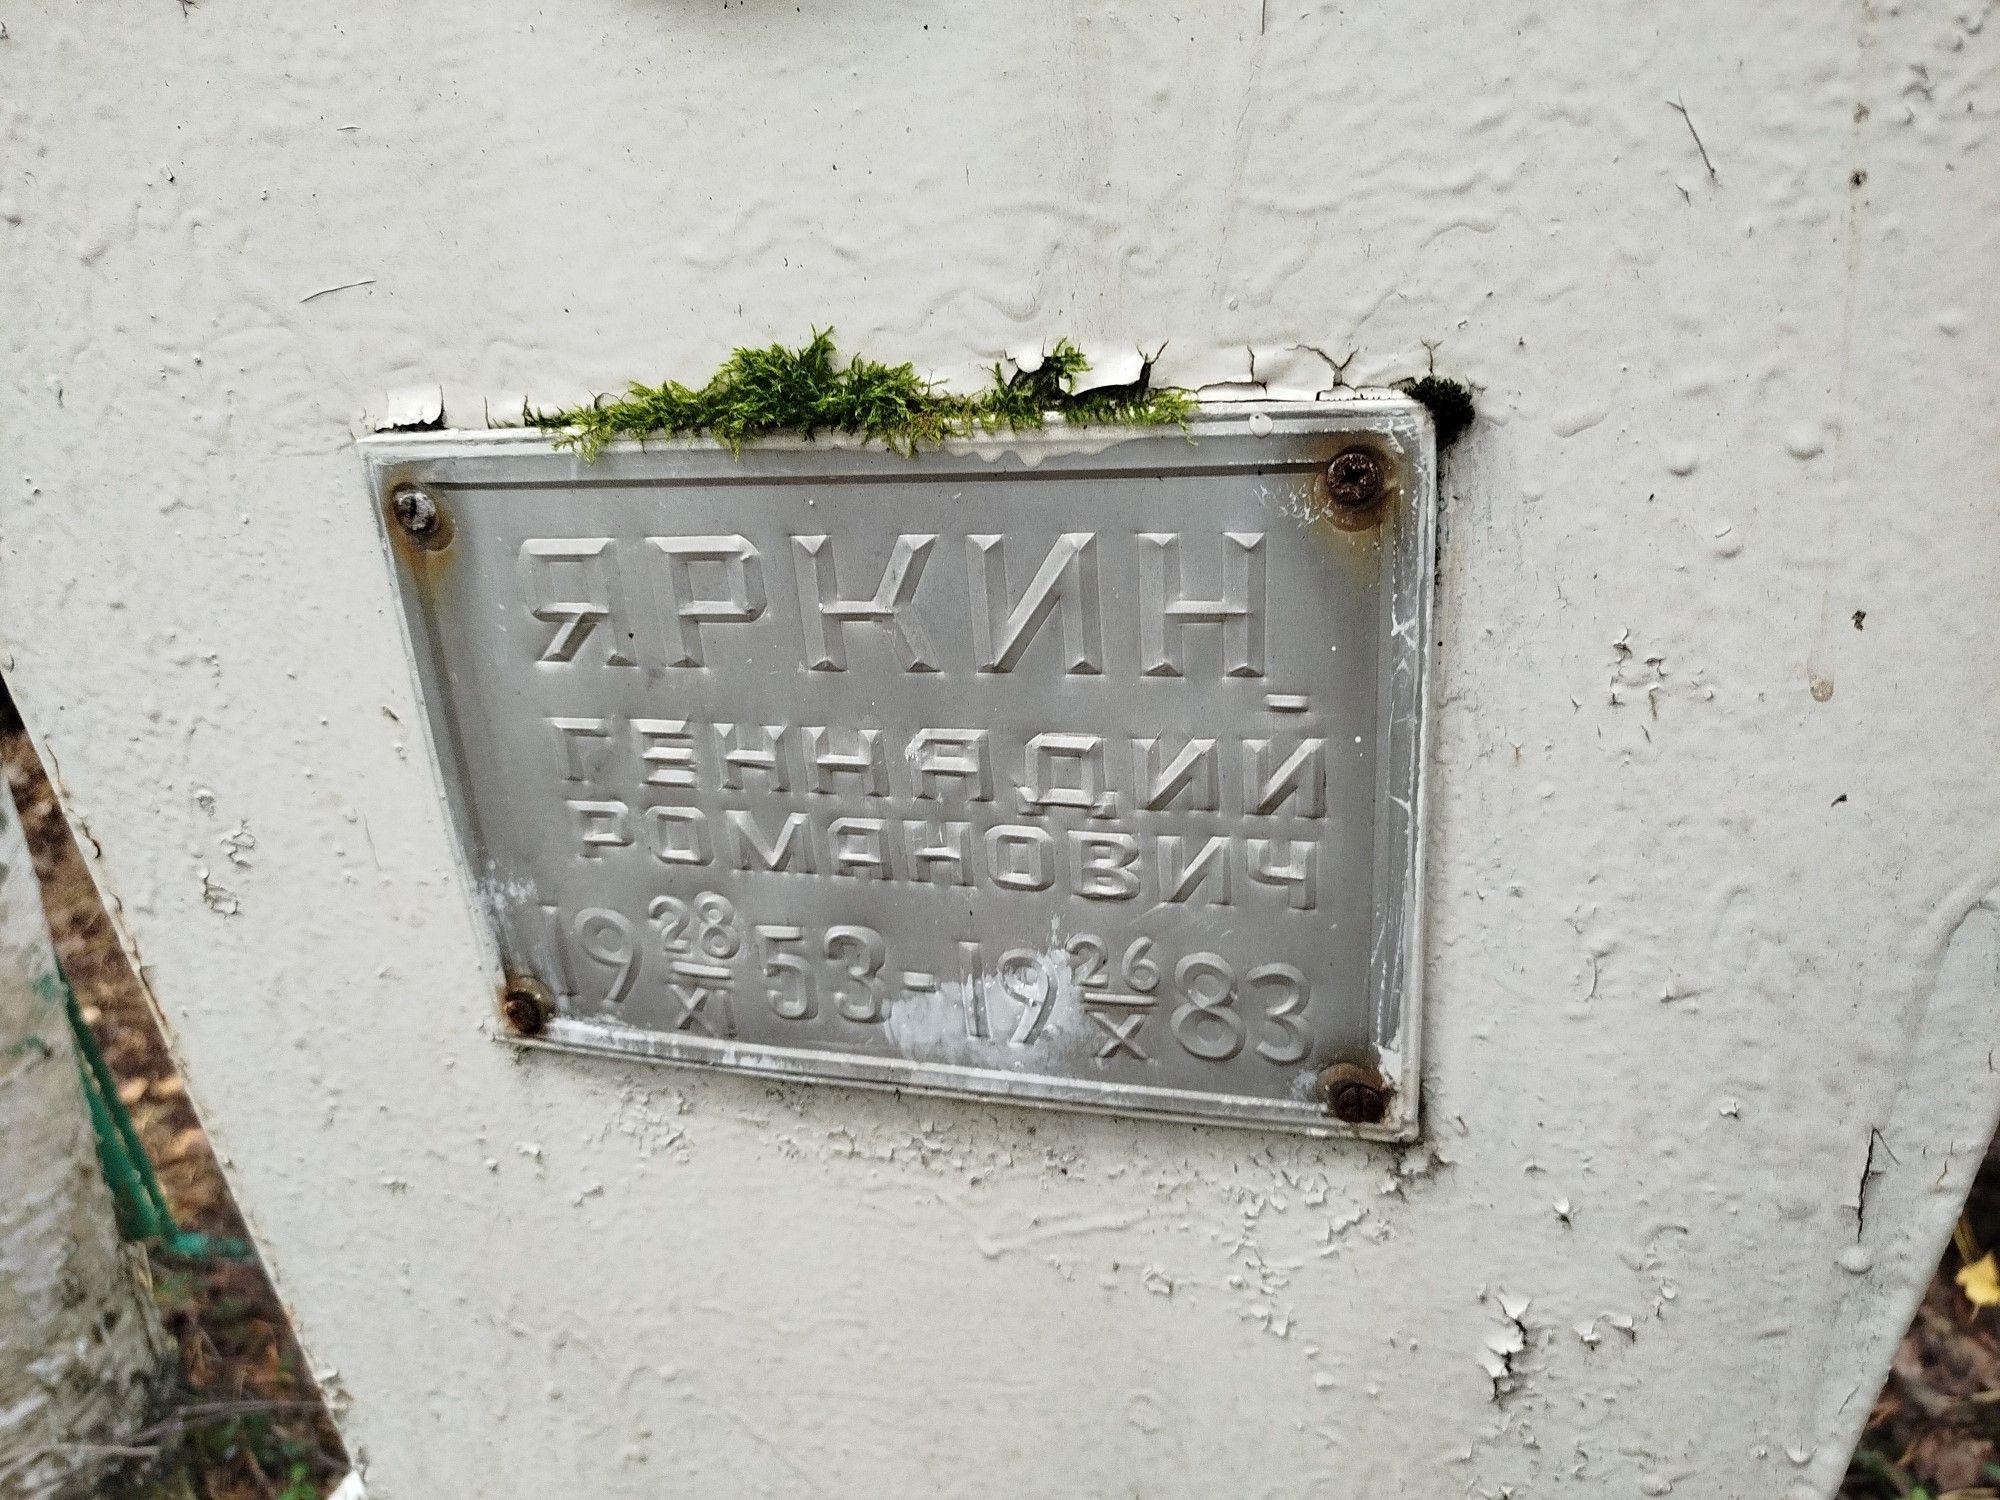 ЯРКИН
ГЕННАДИЙ
РОМАНОВИЧ
19 28/XI 53 - 19 26/X 83